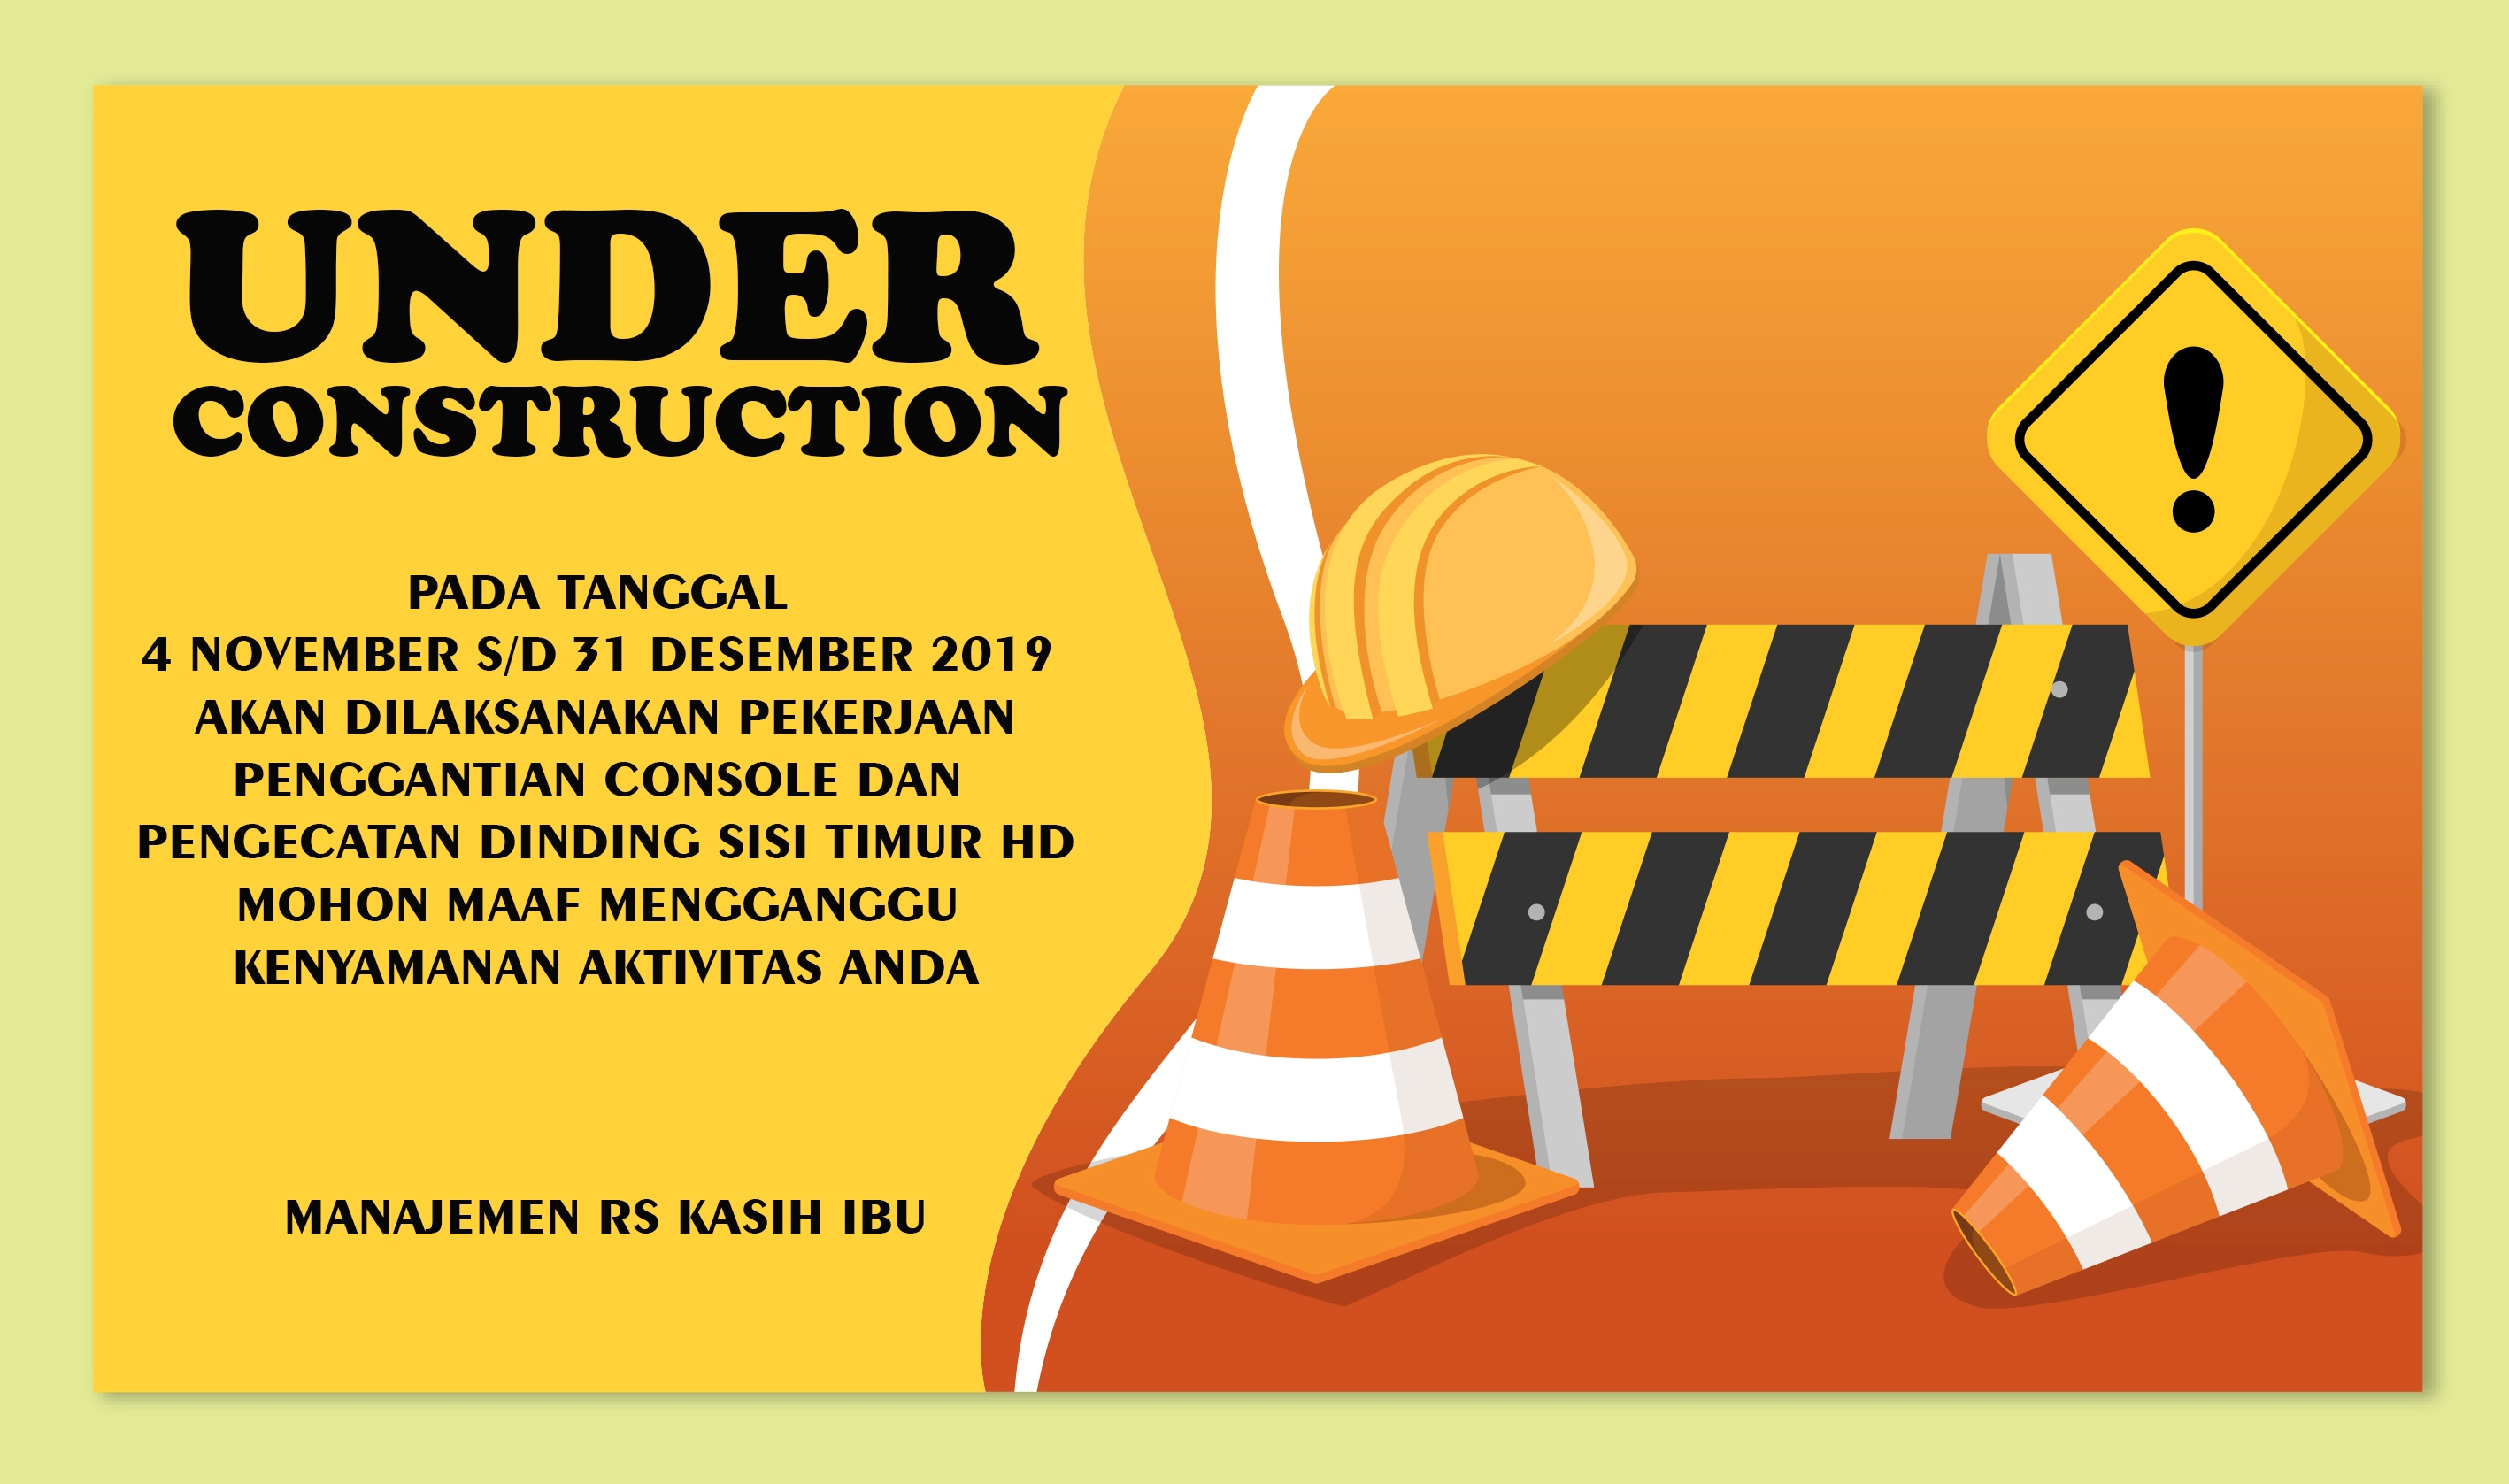 UNDER
CONSTRUCTION
PADA TANGGAL
4 NOVEMBER S/D 31 DESEMBER 2019
AKAN DILAKSANAKAN PEKERJAAN
PENGGANTIAN CONSOLE DAN
PENGECATAN DINDING SISI TIMUR HD
MOHON MAAF MENGGANGGU
KENYAMANAN AKTIVITAS ANDA
MANAJEMEN RS KASIH IBU